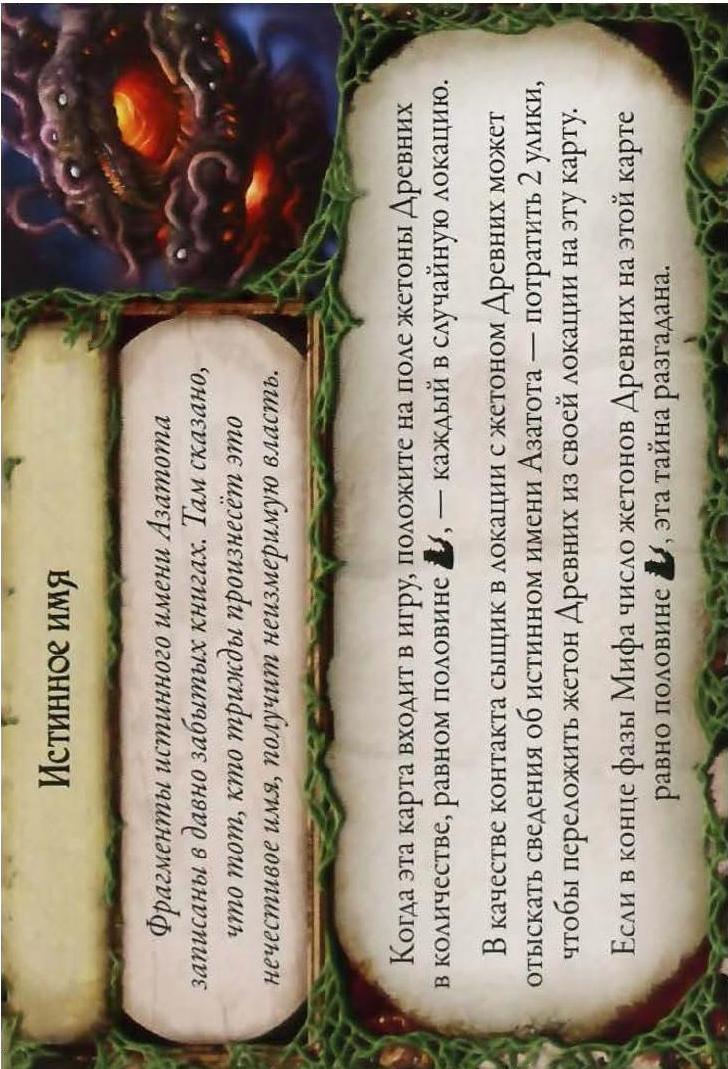 Истинное имя
Фрагменты истинного имени Азатота
записаны в давно забытых книгах. Там сказано,
что тот, кто трижды произнесёт это
нечестивое имя, получит неизмеримую власть.
Когда эта карта входит в игру, положите на поле жетоны Древних
в количестве, равном половине , — каждый в случайную локацию.
В качестве контакта сыщик в локации с жетоном Древних может
отыскать сведения об истинном имени Азатота — потратить 2 улики,
чтобы переложить жетон Древних из своей локации на эту карту.
Если в конце фазы Мифа число жетонов Древних на этой карте
равно половине , эта тайна разгадана.